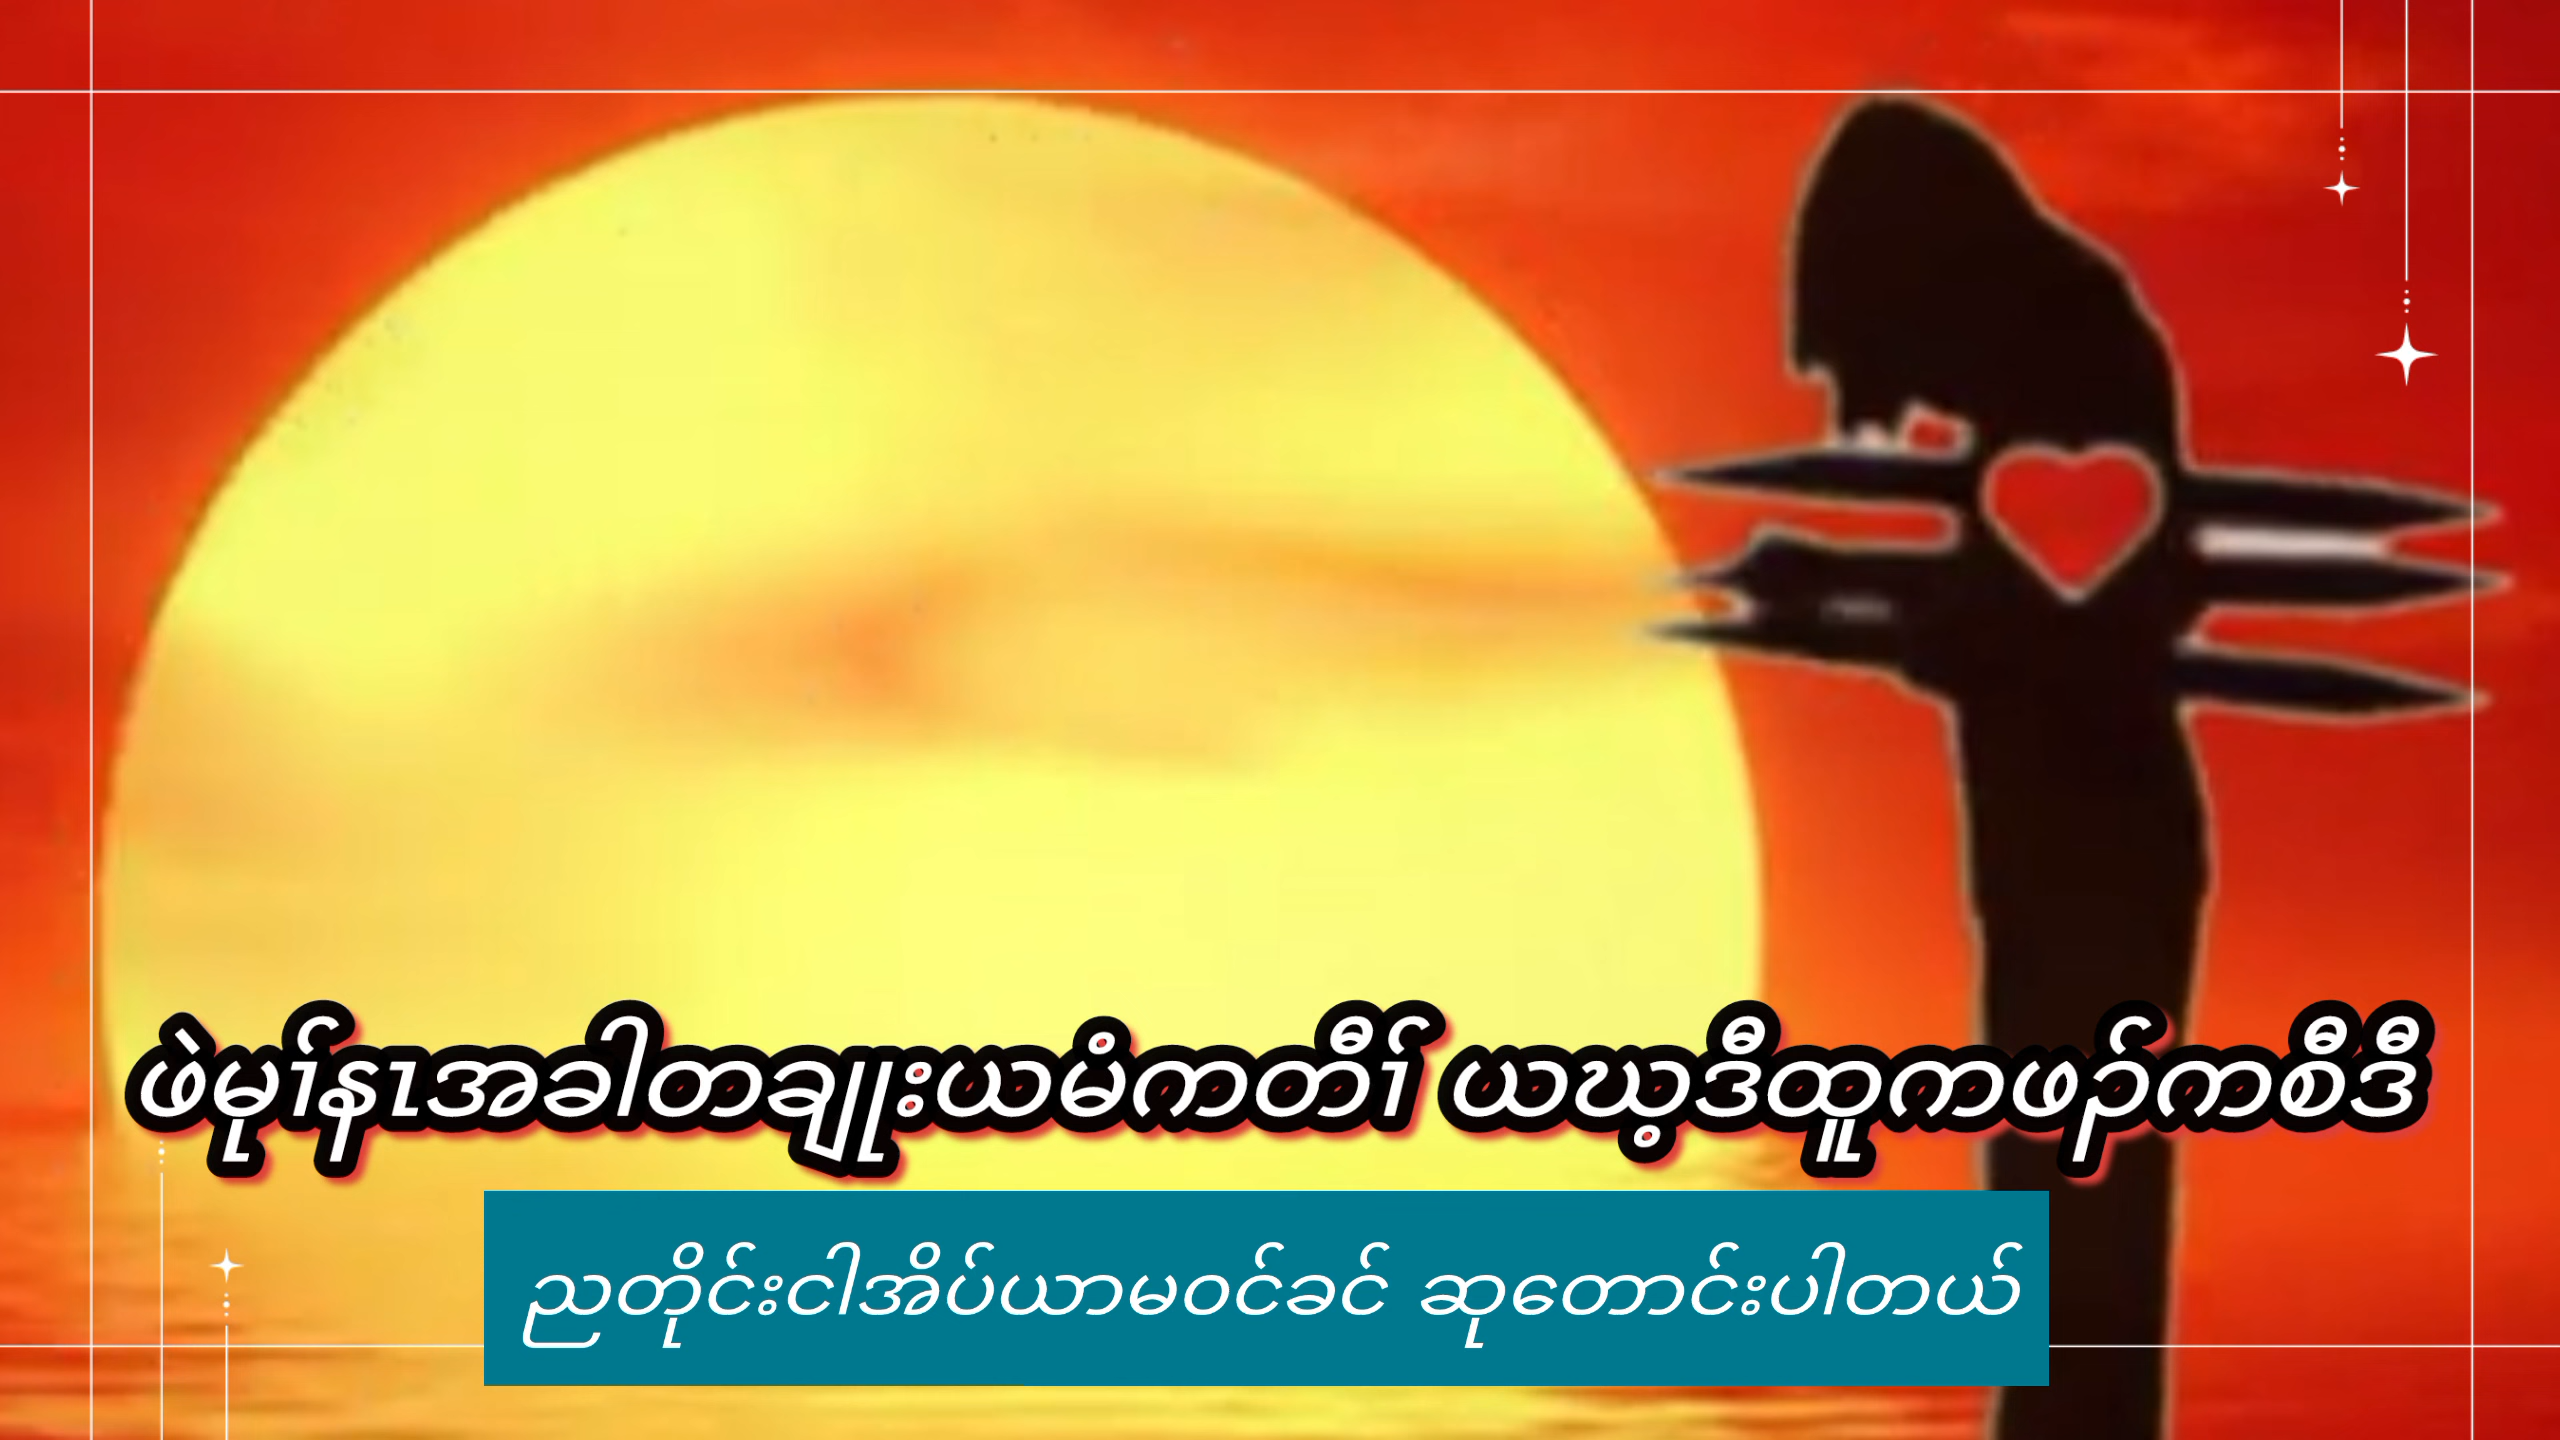 ဖဲမုၢ်နၤအခါတချုးယမံကတီၢ် ယဃ့ဒီထူကဖၣ်ကစီဒီ
ညတိုင်းငါအိပ်ယာမဝင်ခင် ဆုတောင်းပါတယ်